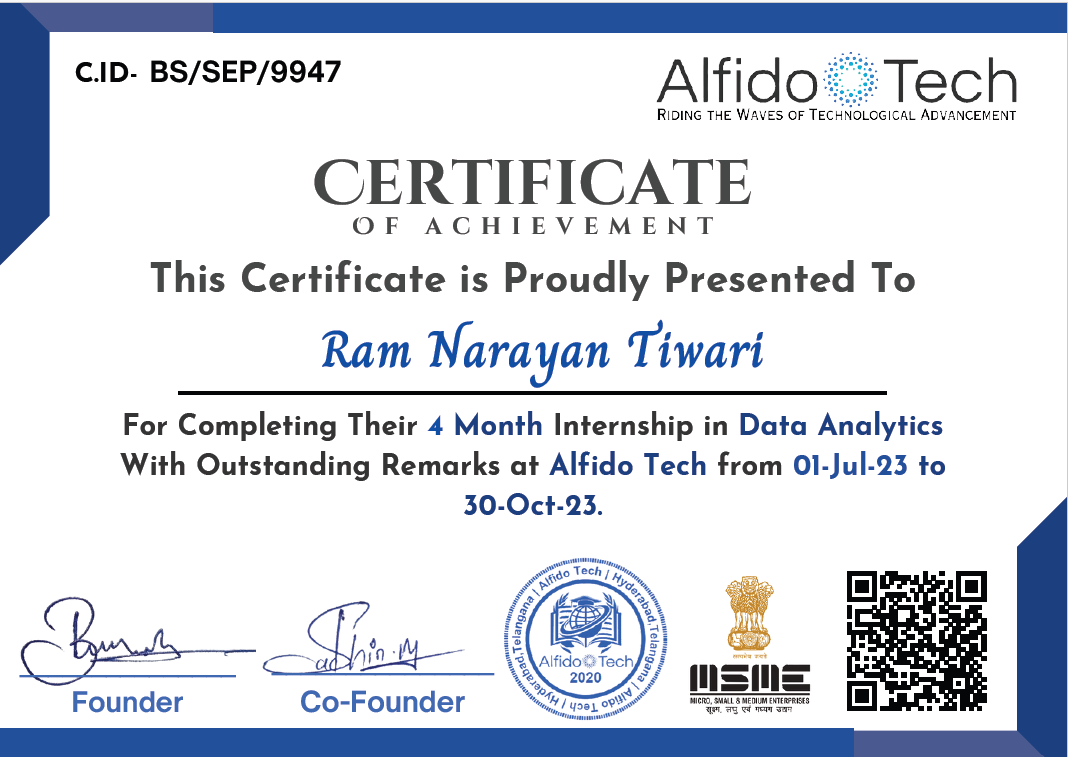 C.ID- BS/SEP/9947
Alfido Tech
RIDING THE WAVES OF TECHNOLOGICAL ADVANCEMENT
CERTIFICATE
OF ACHIEVEMENT
This Certificate is Proudly Presented To
Ram Narayan Tiwari
For Completing Their 4 Month Internship in Data Analytics
With Outstanding Remarks at Alfido Tech from 01-Jul-23 to
30-Oct-23.
Founder
Co-Founder
Alfido Tech | Hyderabad,Telangana | Alfido Tech | Hyderabad,Telangana |
Alfido Tech
2020
सत्यमेव जयते
MSME
MICRO, SMALL & MEDIUM ENTERPRISES
सूक्ष्म, लघु एवं मध्यम उद्यम